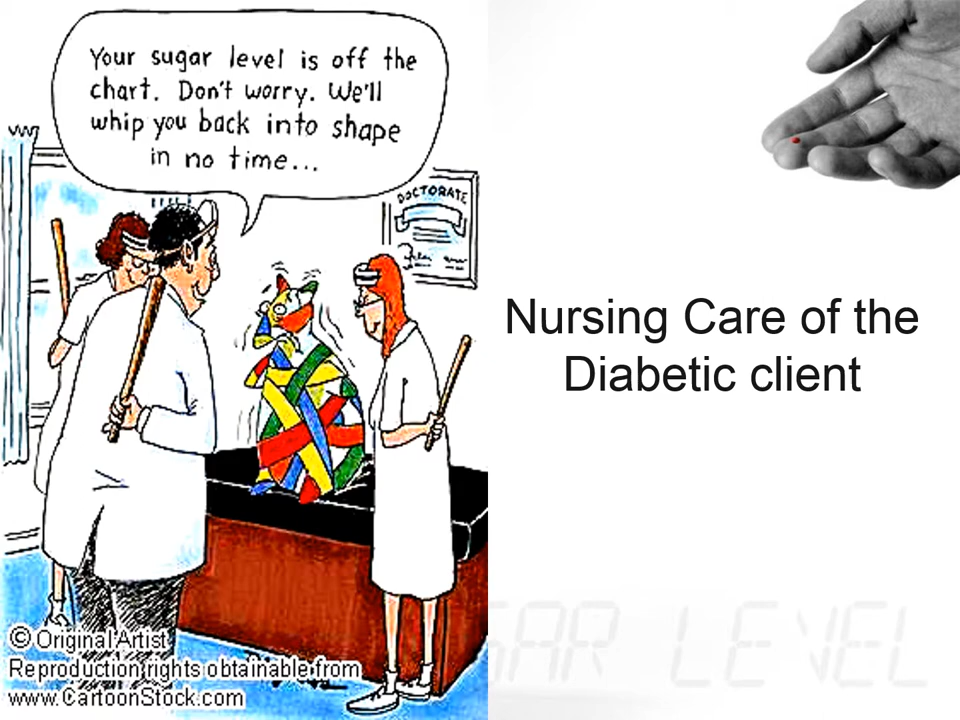 Your sugar level is off the
chart. Don't worry. We'll
whip you back into shape
in no time...
DOCTORATE
Nursing Care of the
Diabetic client
LEVEL
© Original Artist
Reproduction rights obtainable from
www.CartoonStock.com